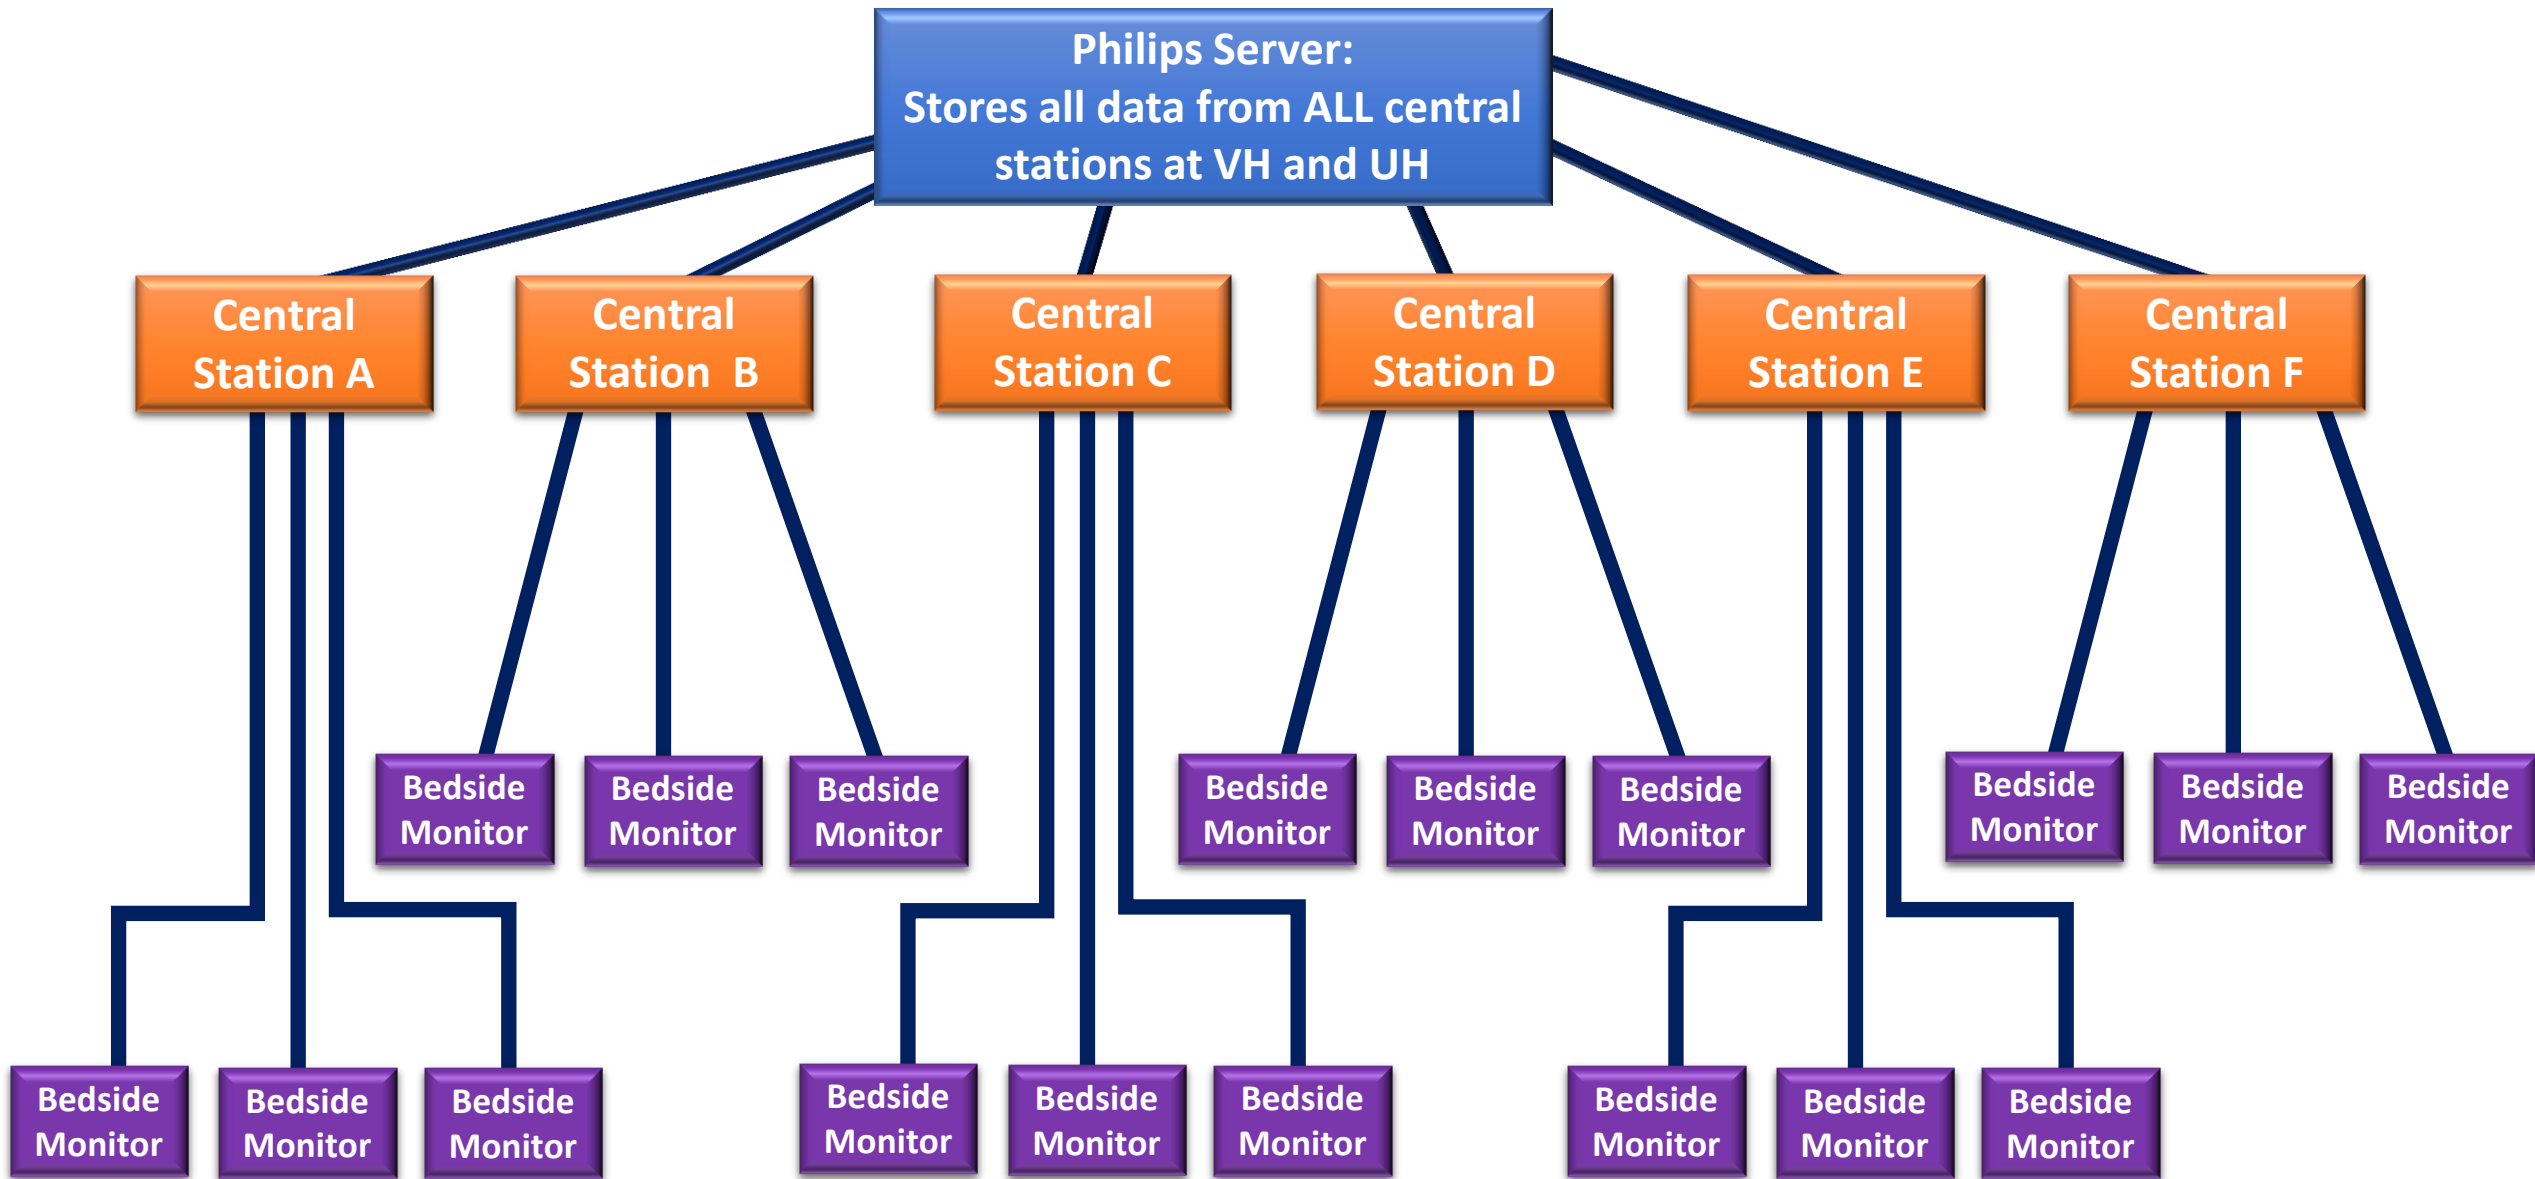 Philips Server:
Stores all data from ALL central
stations at VH and UH
Central
Station A
Central
Station  B
Central
Station C
Central
Station D
Central
Station E
Central
Station F
Bedside
Monitor
Bedside
Monitor
Bedside
Monitor
Bedside
Monitor
Bedside
Monitor
Bedside
Monitor
Bedside
Monitor
Bedside
Monitor
Bedside
Monitor
Bedside
Monitor
Bedside
Monitor
Bedside
Monitor
Bedside
Monitor
Bedside
Monitor
Bedside
Monitor
Bedside
Monitor
Bedside
Monitor
Bedside
Monitor